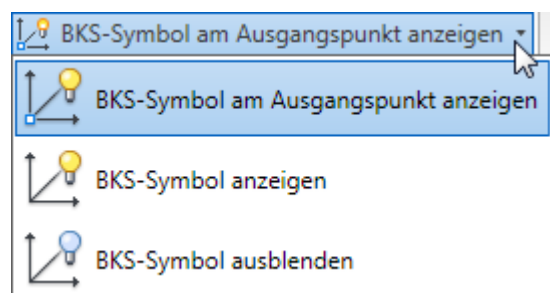 BKS-Symbol am Ausgangspunkt anzeigen
BKS-Symbol am Ausgangspunkt anzeigen
BKS-Symbol anzeigen
BKS-Symbol ausblenden